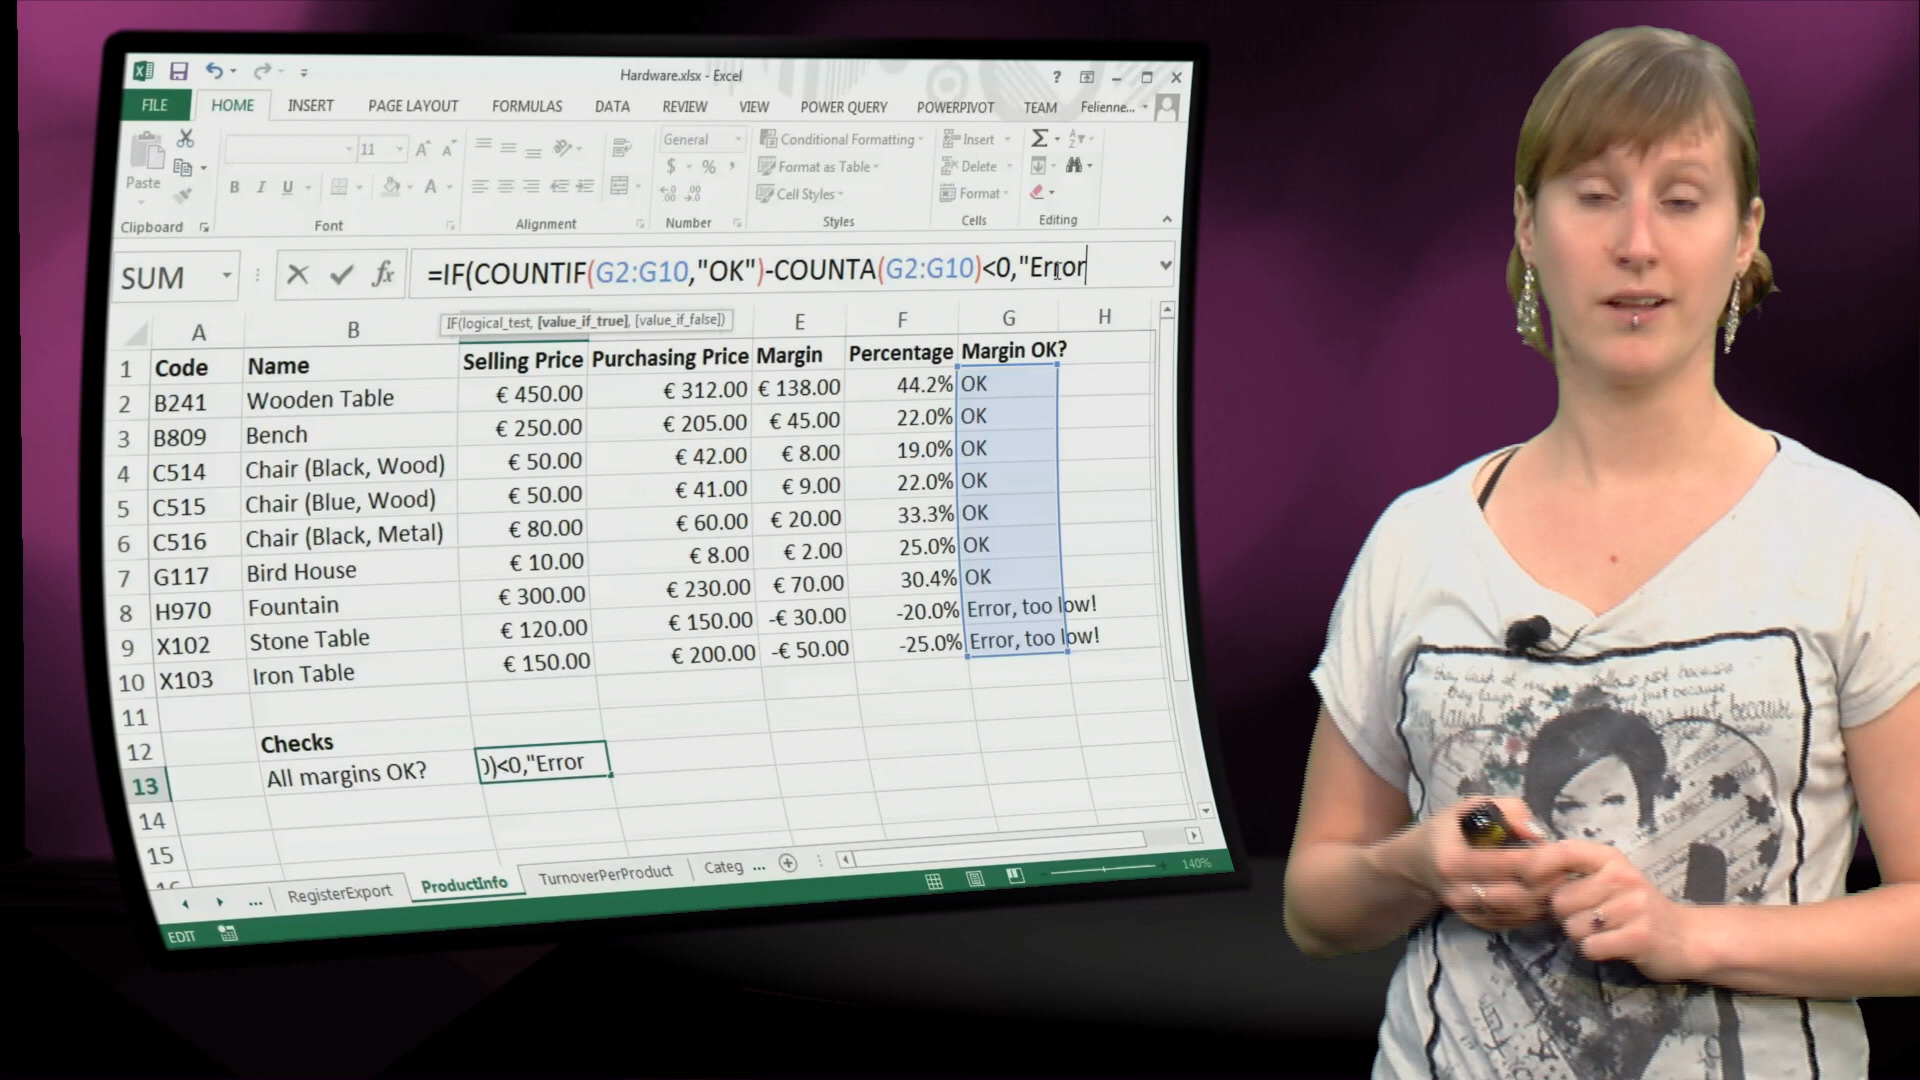 Hardware.xlsx - Excel
?
FILE HOME INSERT PAGE LAYOUT FORMULAS DATA REVIEW VIEW POWER QUERY POWERPIVOT TEAM Felienne...
Paste
11 A A
B I U A
General
$ % ,
Conditional Formatting
Format as Table
Cell Styles
Insert
Delete
Format
Σ
Clipboard Font Alignment Number Styles Cells Editing
SUM fx =IF(COUNTIF(G2:G10,"OK")-COUNTA(G2:G10)<0,"Error
IF(logical_test, [value_if_true], [value_if_false])
A B E F G H
1 Code Name Selling Price Purchasing Price Margin Percentage Margin OK?
2 B241 Wooden Table € 450.00 € 312.00 € 138.00 44.2% OK
3 B809 Bench € 250.00 € 205.00 € 45.00 22.0% OK
4 C514 Chair (Black, Wood) € 50.00 € 42.00 € 8.00 19.0% OK
5 C515 Chair (Blue, Wood) € 50.00 € 41.00 € 9.00 22.0% OK
6 C516 Chair (Black, Metal) € 80.00 € 60.00 € 20.00 33.3% OK
7 G117 Bird House € 10.00 € 8.00 € 2.00 25.0% OK
8 H970 Fountain € 300.00 € 230.00 € 70.00 30.4% OK
9 X102 Stone Table € 120.00 € 150.00 -€ 30.00 -20.0% Error, too low!
10 X103 Iron Table € 150.00 € 200.00 -€ 50.00 -25.0% Error, too low!
11
12 Checks
13 All margins OK? ))<0,"Error
14
15
... RegisterExport ProductInfo TurnoverPerProduct Categ ...
EDIT 140%
they laugh
just because
just, because